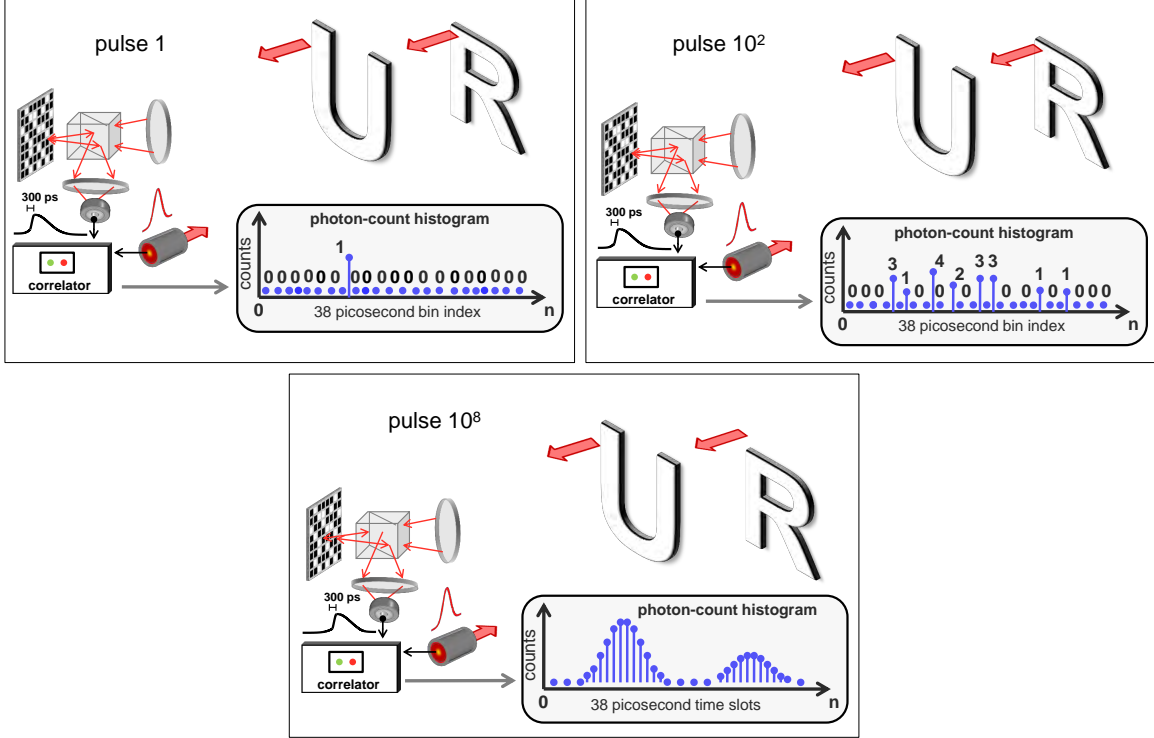 pulse 1
U R
300 ps
correlator
photon-count histogram
counts
1
0 0 0 0 0 0 0 0 0 0 0 0 0 0 0 0 0 0 0 0
0 n
38 picosecond bin index
pulse 10²
U R
300 ps
correlator
photon-count histogram
counts
0 0 0 3 1 0 4 0 2 0 3 3 0 0 0 1 0 1 0 0 0
0 n
38 picosecond bin index
pulse 10⁸
U R
300 ps
correlator
photon-count histogram
counts
0 n
38 picosecond time slots